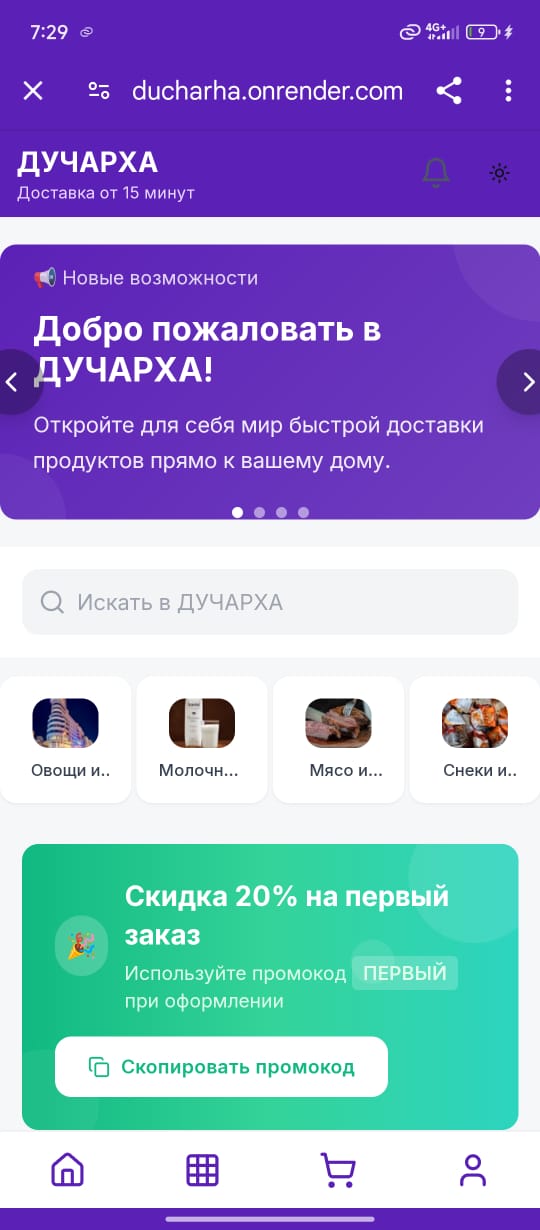 7:29
4G+
9
ducharha.onrender.com
ДУЧАРХА
Доставка от 15 минут
📢 Новые возможности
Добро пожаловать в
ДУЧАРХА!
Откройте для себя мир быстрой доставки
продуктов прямо к вашему дому.
Искать в ДУЧАРХА
Овощи и..
Молочн...
Мясо и...
Снеки и..
Скидка 20% на первый
заказ
Используйте промокод ПЕРВЫЙ
при оформлении
Скопировать промокод